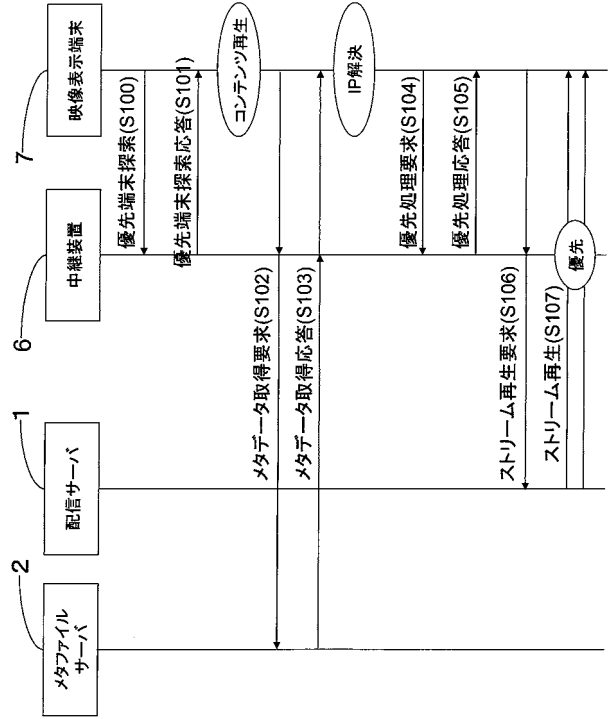 2
メタファイル
サーバ
1
配信サーバ
6
中継装置
7
映像表示端末
優先端末探索(S100)
優先端末探索応答(S101)
コンテンツ再生
メタデータ取得要求(S102)
メタデータ取得応答(S103)
IP解決
優先処理要求(S104)
優先処理応答(S105)
ストリーム再生要求(S106)
ストリーム再生(S107)
優先